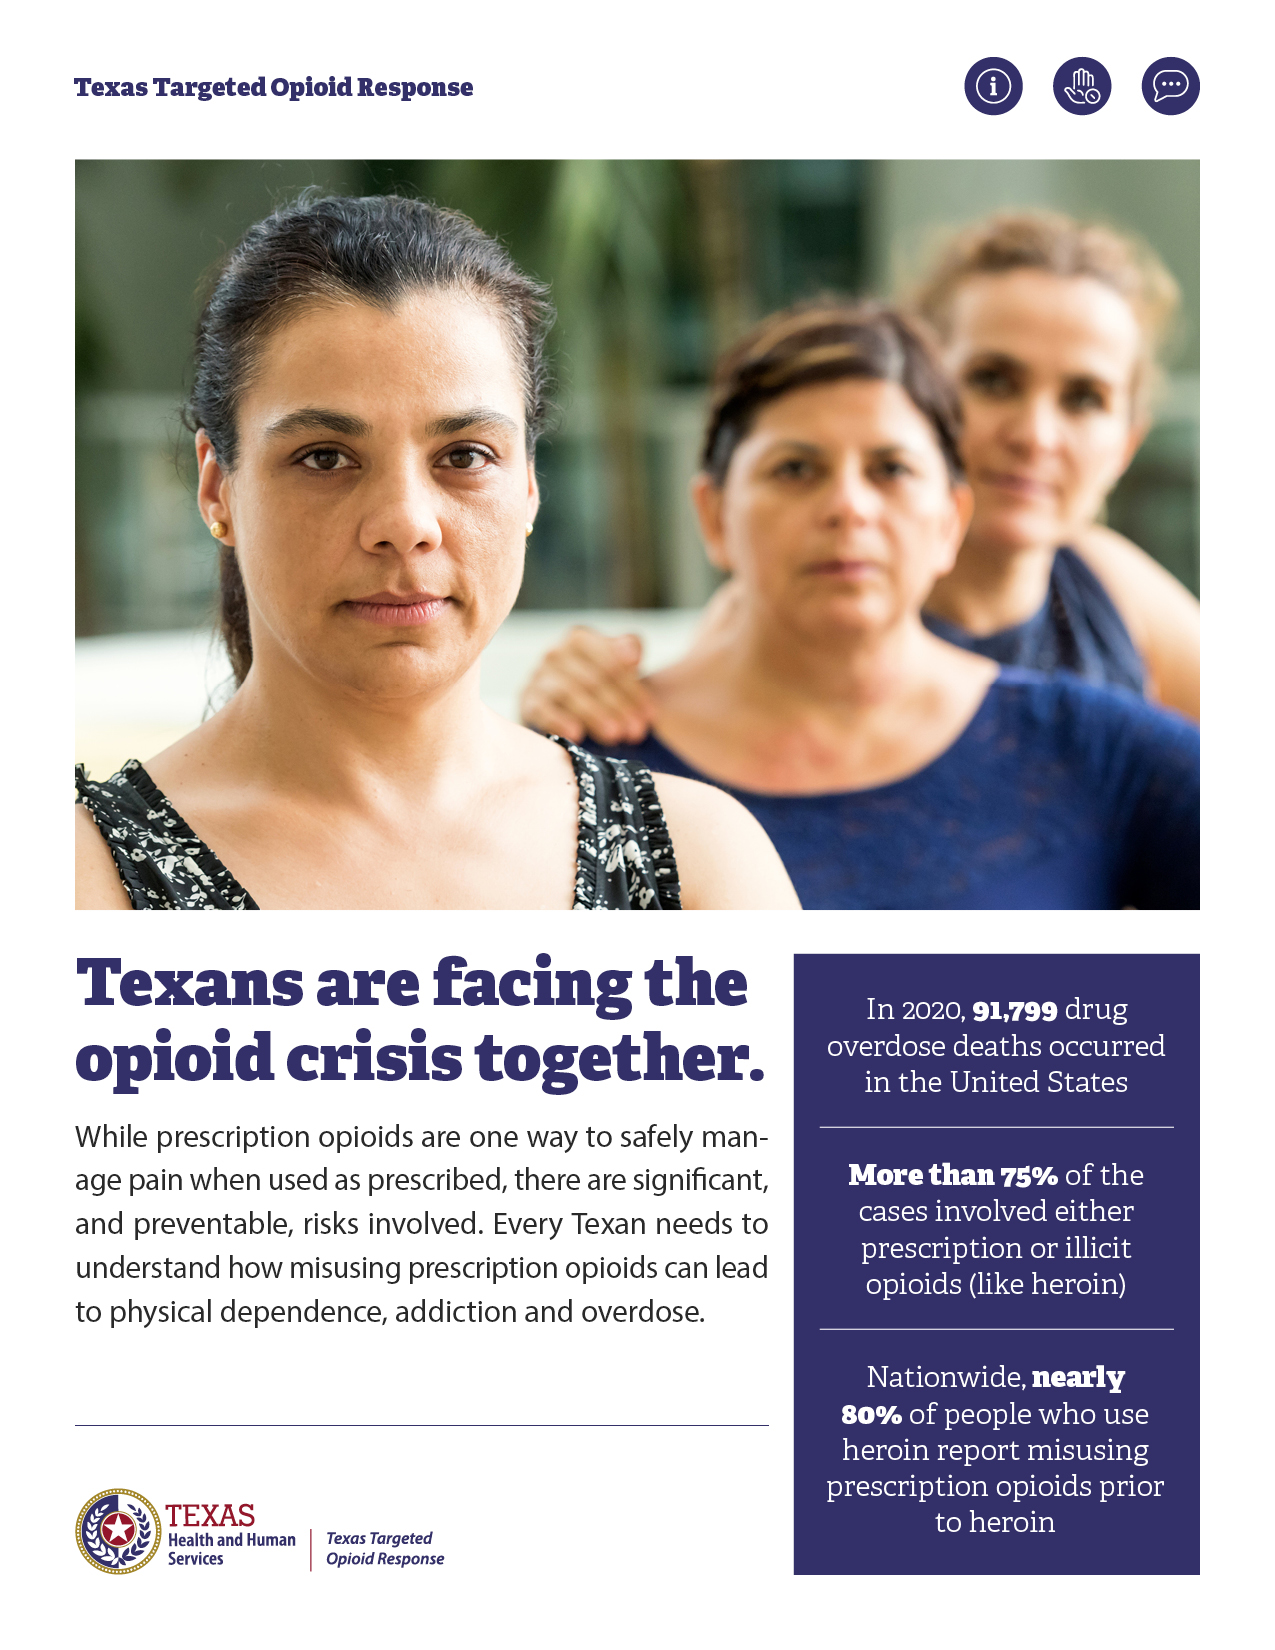 Texas Targeted Opioid Response
Texans are facing the
opioid crisis together.
While prescription opioids are one way to safely man-
age pain when used as prescribed, there are significant,
and preventable, risks involved. Every Texan needs to
understand how misusing prescription opioids can lead
to physical dependence, addiction and overdose.
In 2020, 91,799 drug
overdose deaths occurred
in the United States
More than 75% of the
cases involved either
prescription or illicit
opioids (like heroin)
Nationwide, nearly
80% of people who use
heroin report misusing
prescription opioids prior
to heroin
TEXAS
Health and Human
Services
Texas Targeted
Opioid Response